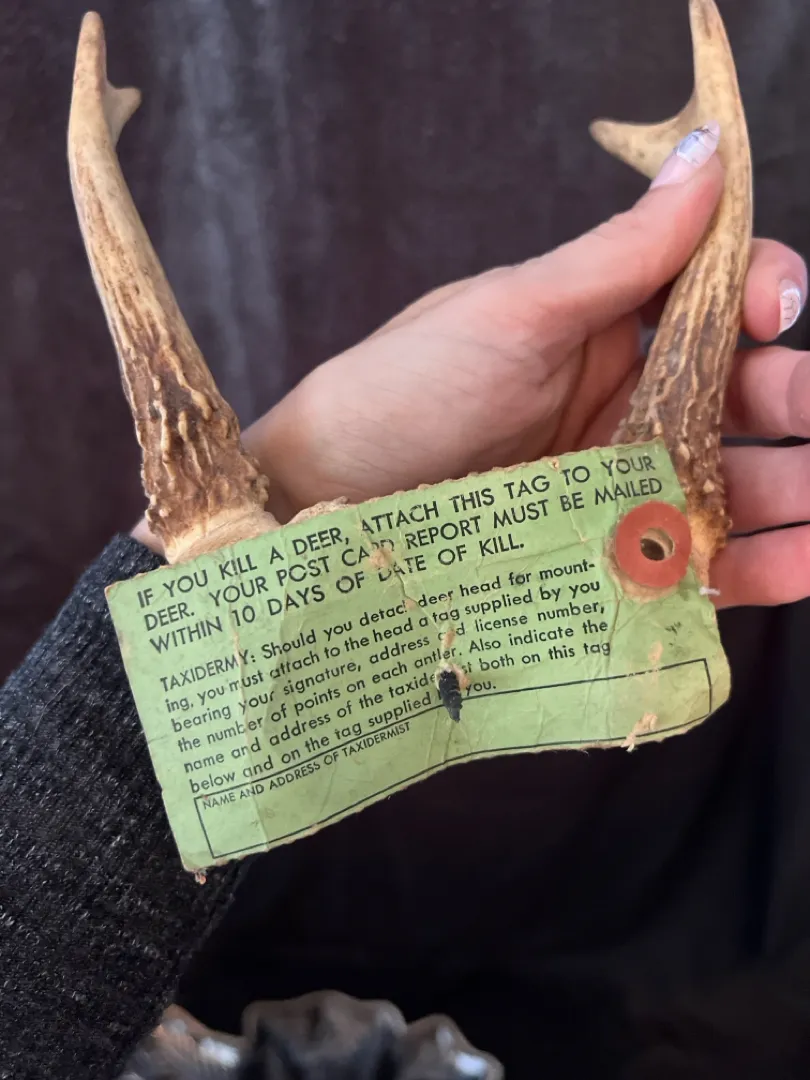 IF YOU KILL A DEER, ATTACH THIS TAG TO YOUR
DEER. YOUR POST CARD REPORT MUST BE MAILED
WITHIN 10 DAYS OF DATE OF KILL.
TAXIDERMY: Should you detach deer head for mount-
ing, you must attach to the head a tag supplied by you
bearing your signature, address and license number,
the number of points on each antler. Also indicate the
name and address of the taxidermist both on this tag
below and on the tag supplied by you.
NAME AND ADDRESS OF TAXIDERMIST